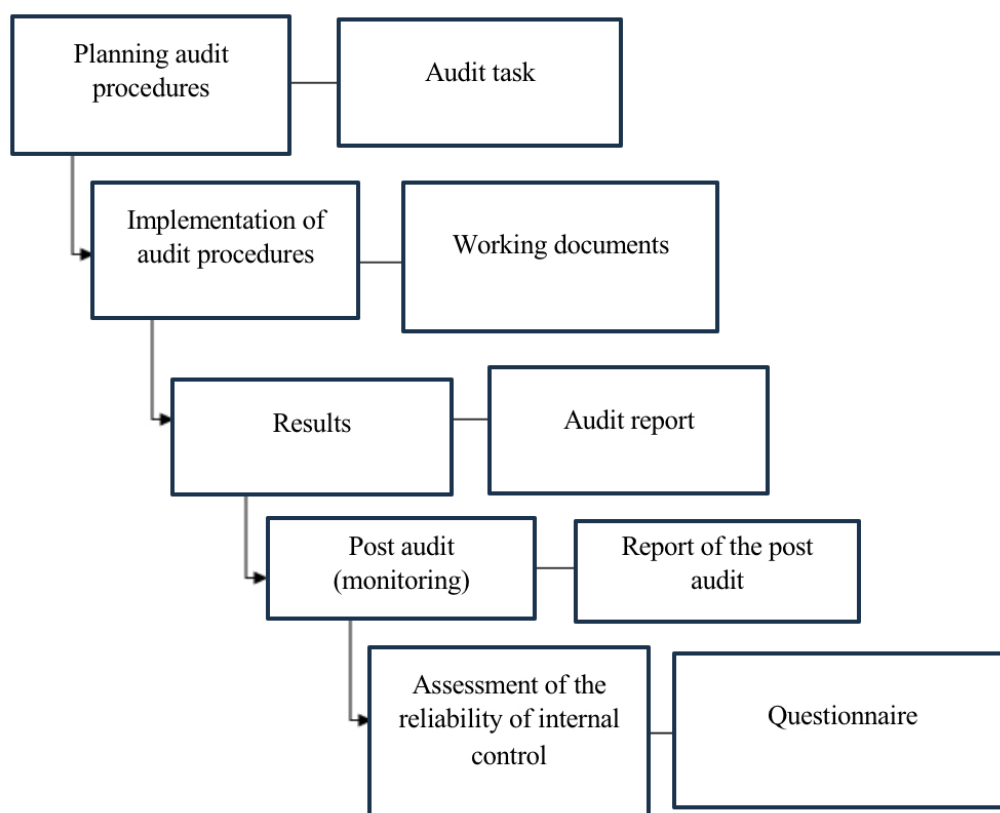 Planning audit
procedures
Audit task
Implementation of
audit procedures
Working documents
Results
Audit report
Post audit
(monitoring)
Report of the post
audit
Assessment of the
reliability of internal
control
Questionnaire